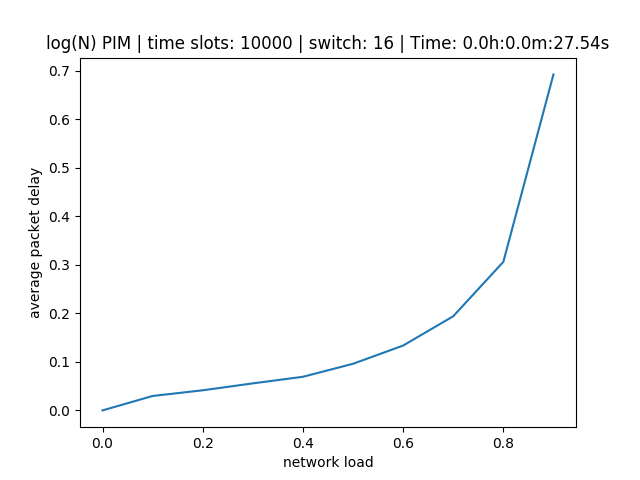 log(N) PIM | time slots: 10000 | switch: 16 | Time: 0.0h:0.0m:27.54s
0.7
0.6
0.5
0.4
0.3
0.2
0.1
0.0
average packet delay
0.0 0.2 0.4 0.6 0.8
network load